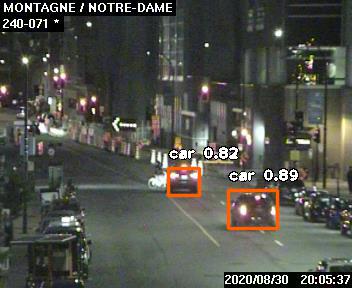 MONTAGNE / NOTRE-DAME
240-071 *
car 0.82
car 0.89
2020/08/30 20:05:37